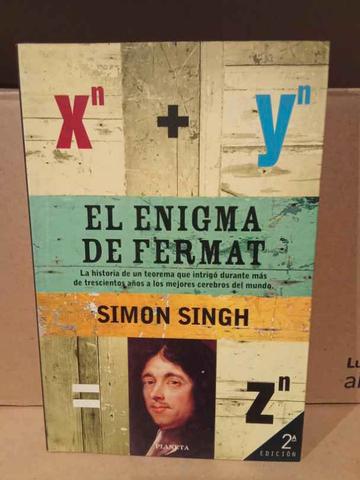 xⁿ + yⁿ
EL ENIGMA
DE FERMAT
La historia de un teorema que intrigó durante más
de trescientos años a los mejores cerebros del mundo.
SIMON SINGH
= zⁿ
PLANETA
2ª
EDICIÓN